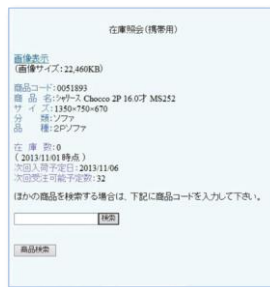 在庫照会(携帯用)
画像表示
(画像サイズ:22,460KB)
商品コード:0051893
商 品 名:シャリース Chocco 2P 16.0才 MS252
サ イ ズ:1350×750×670
分　　類:ソファ
品　　種:2Pソファ
在 庫 数:0
( 2013/11/01 時点 )
次回入荷予定日:2013/11/06
次回受注可能予定数:32
ほかの商品を検索する場合は、下記に商品コードを入力して下さい。
検索
商品検索